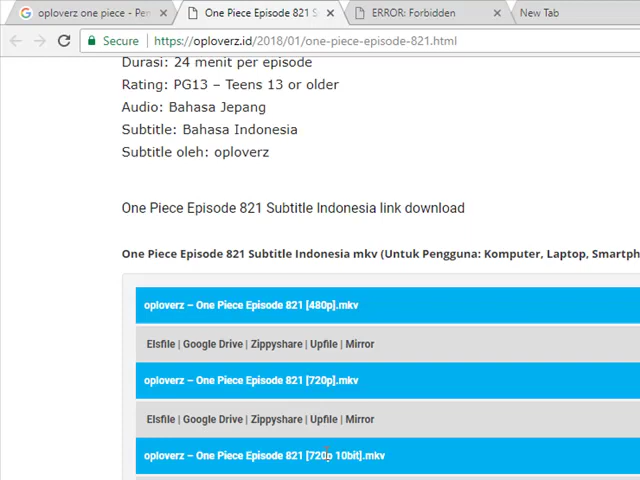 oploverz one piece - Pen
One Piece Episode 821 S
ERROR: Forbidden
New Tab
Secure
https://oploverz.id/2018/01/one-piece-episode-821.html
Durasi: 24 menit per episode
Rating: PG13 – Teens 13 or older
Audio: Bahasa Jepang
Subtitle: Bahasa Indonesia
Subtitle oleh: oploverz
One Piece Episode 821 Subtitle Indonesia link download
One Piece Episode 821 Subtitle Indonesia mkv (Untuk Pengguna: Komputer, Laptop, Smartph
oploverz – One Piece Episode 821 [480p].mkv
Elsfile | Google Drive | Zippyshare | Upfile | Mirror
oploverz – One Piece Episode 821 [720p].mkv
Elsfile | Google Drive | Zippyshare | Upfile | Mirror
oploverz – One Piece Episode 821 [720p 10bit].mkv